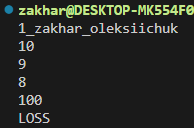 zakhar@DESKTOP-MK554F0
1_zakhar_oleksiichuk
10
9
8
100
LOSS